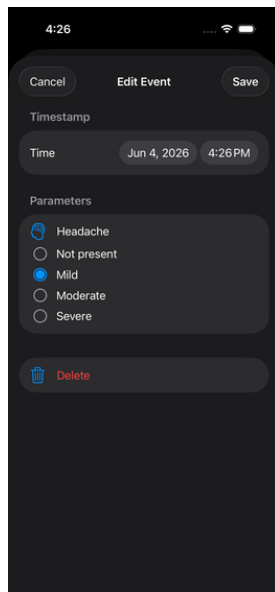 4:26
Cancel Edit Event Save
Timestamp
Time Jun 4, 2026 4:26 PM
Parameters
Headache
Not present
Mild
Moderate
Severe
Delete